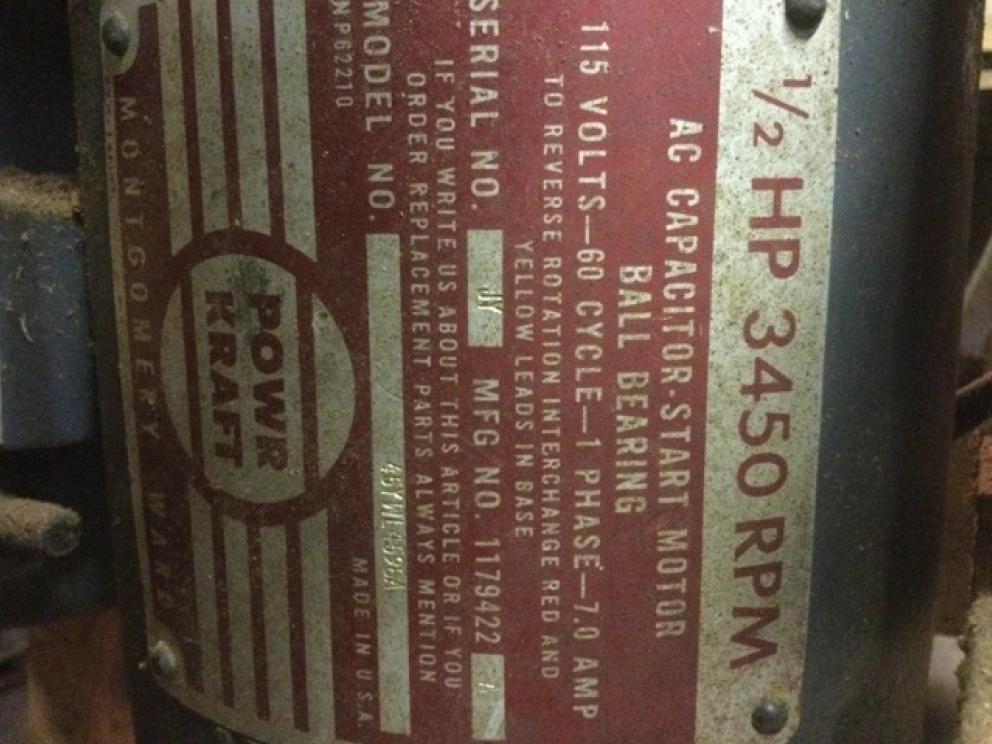 1/2 HP 3450 RPM
AC CAPACITOR-START MOTOR
BALL BEARING
115 VOLTS—60 CYCLE—1 PHASE—7.0 AMP
TO REVERSE ROTATION INTERCHANGE RED AND
YELLOW LEADS IN BASE
SERIAL NO. JY MFG NO. 1179422 A
IF YOU WRITE US ABOUT THIS ARTICLE OR IF YOU
ORDER REPLACEMENT PARTS ALWAYS MENTION
MODEL NO.
NP62210 MADE IN U.S.A.
POWR
KRAFT
MONTGOMERY WARD